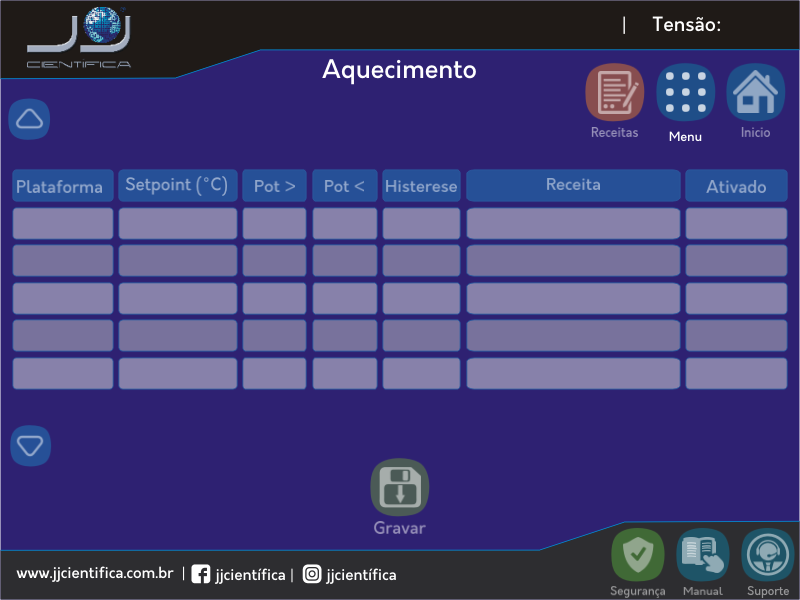 JJ
CIENTIFICA
| Tensão:
Aquecimento
Receitas
Menu
Inicio
Plataforma Setpoint (°C) Pot > Pot < Histerese Receita Ativado
Gravar
www.jjcientifica.com.br | jjcientífica | jjcientífica
Segurança Manual Suporte